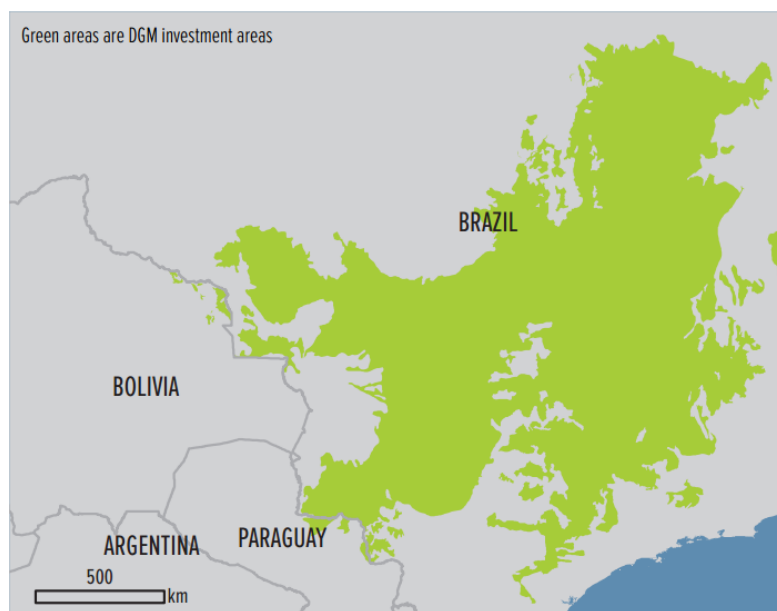 Green areas are DGM investment areas
BRAZIL
BOLIVIA
ARGENTINA
PARAGUAY
500
km